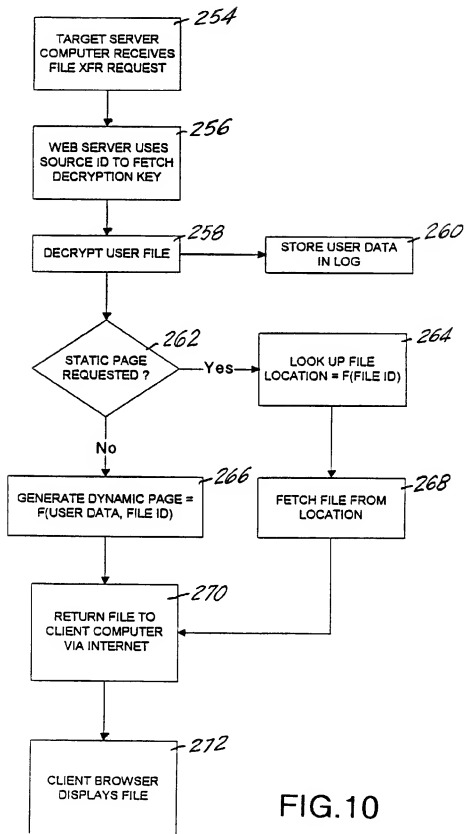 254
TARGET SERVER
COMPUTER RECEIVES
FILE XFR REQUEST
256
WEB SERVER USES
SOURCE ID TO FETCH
DECRYPTION KEY
258
DECRYPT USER FILE
260
STORE USER DATA
IN LOG
262
STATIC PAGE
REQUESTED ?
Yes
264
LOOK UP FILE
LOCATION = F(FILE ID)
No
266
GENERATE DYNAMIC PAGE =
F(USER DATA, FILE ID)
268
FETCH FILE FROM
LOCATION
270
RETURN FILE TO
CLIENT COMPUTER
VIA INTERNET
272
CLIENT BROWSER
DISPLAYS FILE
FIG.10